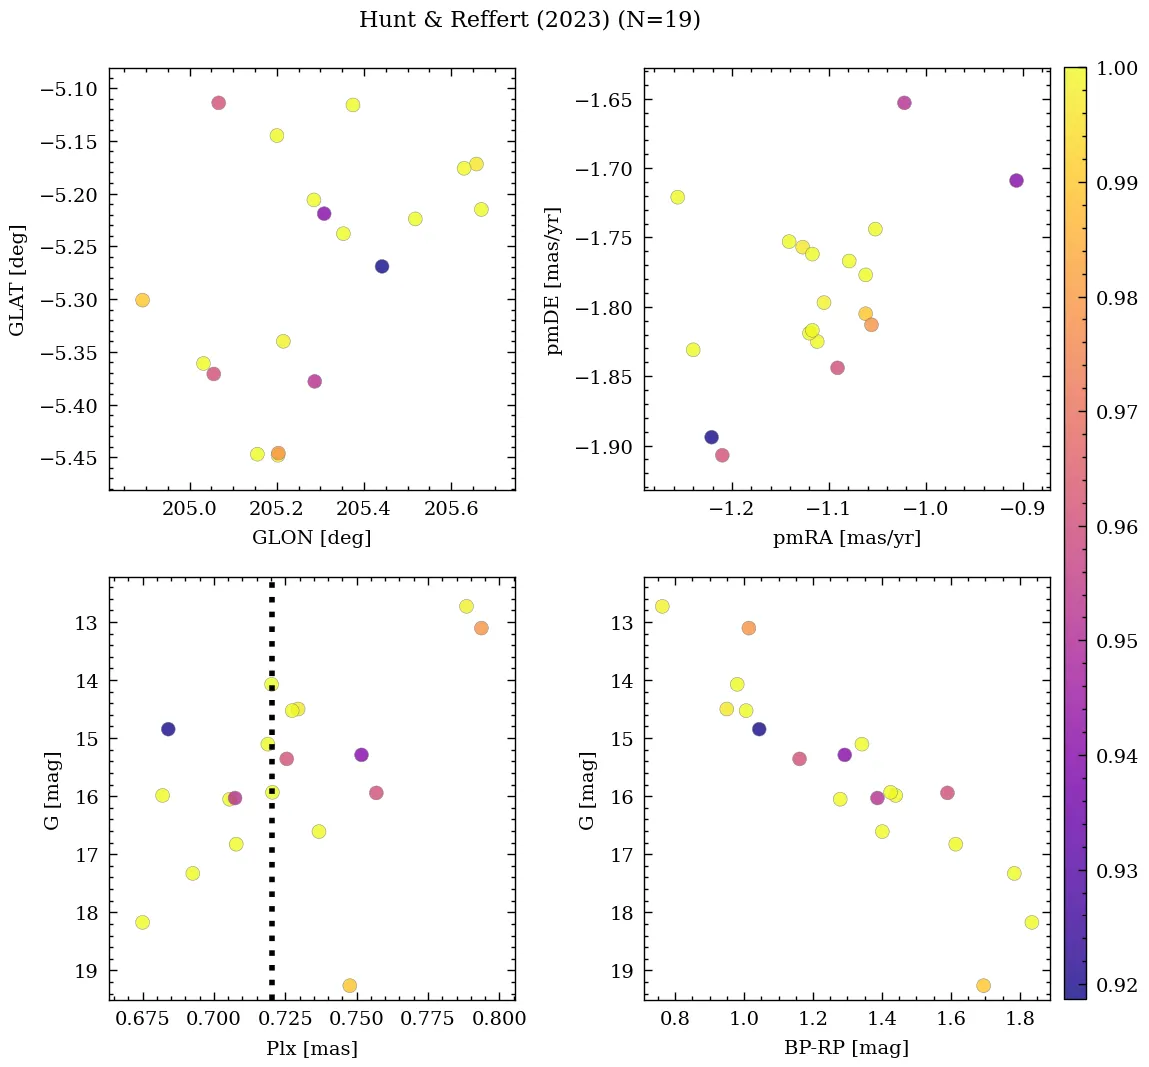 Hunt & Reffert (2023) (N=19)
−5.10
−5.15
−5.20
−5.25
−5.30
−5.35
−5.40
−5.45
GLAT [deg]
205.0 205.2 205.4 205.6
GLON [deg]
−1.65
−1.70
−1.75
−1.80
−1.85
−1.90
pmDE [mas/yr]
−1.2 −1.1 −1.0 −0.9
pmRA [mas/yr]
13
14
15
16
17
18
19
G [mag]
0.675 0.700 0.725 0.750 0.775 0.800
Plx [mas]
13
14
15
16
17
18
19
G [mag]
0.8 1.0 1.2 1.4 1.6 1.8
BP-RP [mag]
1.00
0.99
0.98
0.97
0.96
0.95
0.94
0.93
0.92